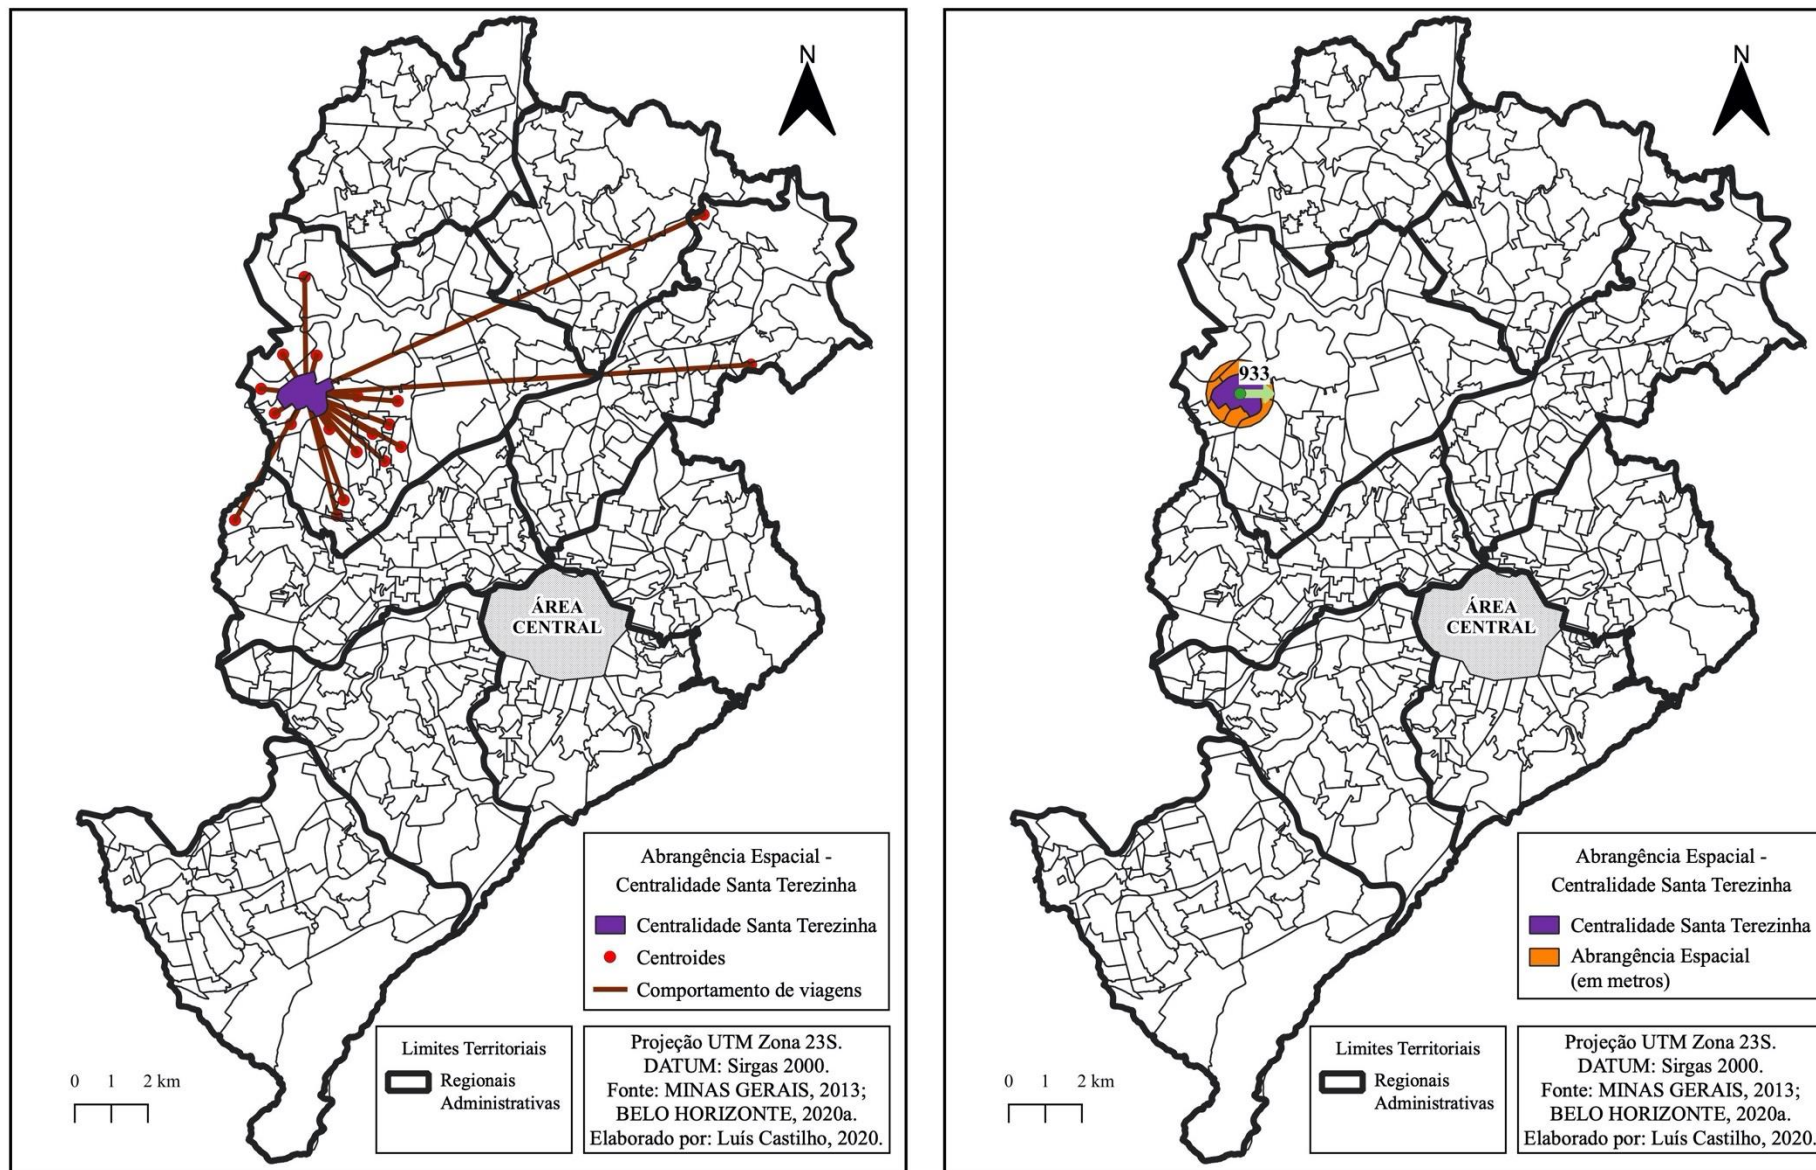 N
ÁREA
CENTRAL
Abrangência Espacial -
Centralidade Santa Terezinha
Centralidade Santa Terezinha
Centroides
Comportamento de viagens
Limites Territoriais
Regionais
Administrativas
Projeção UTM Zona 23S.
DATUM: Sirgas 2000.
Fonte: MINAS GERAIS, 2013;
BELO HORIZONTE, 2020a.
Elaborado por: Luís Castilho, 2020.
0 1 2 km
N
933
ÁREA
CENTRAL
Abrangência Espacial -
Centralidade Santa Terezinha
Centralidade Santa Terezinha
Abrangência Espacial
(em metros)
Limites Territoriais
Regionais
Administrativas
Projeção UTM Zona 23S.
DATUM: Sirgas 2000.
Fonte: MINAS GERAIS, 2013;
BELO HORIZONTE, 2020a.
Elaborado por: Luís Castilho, 2020.
0 1 2 km